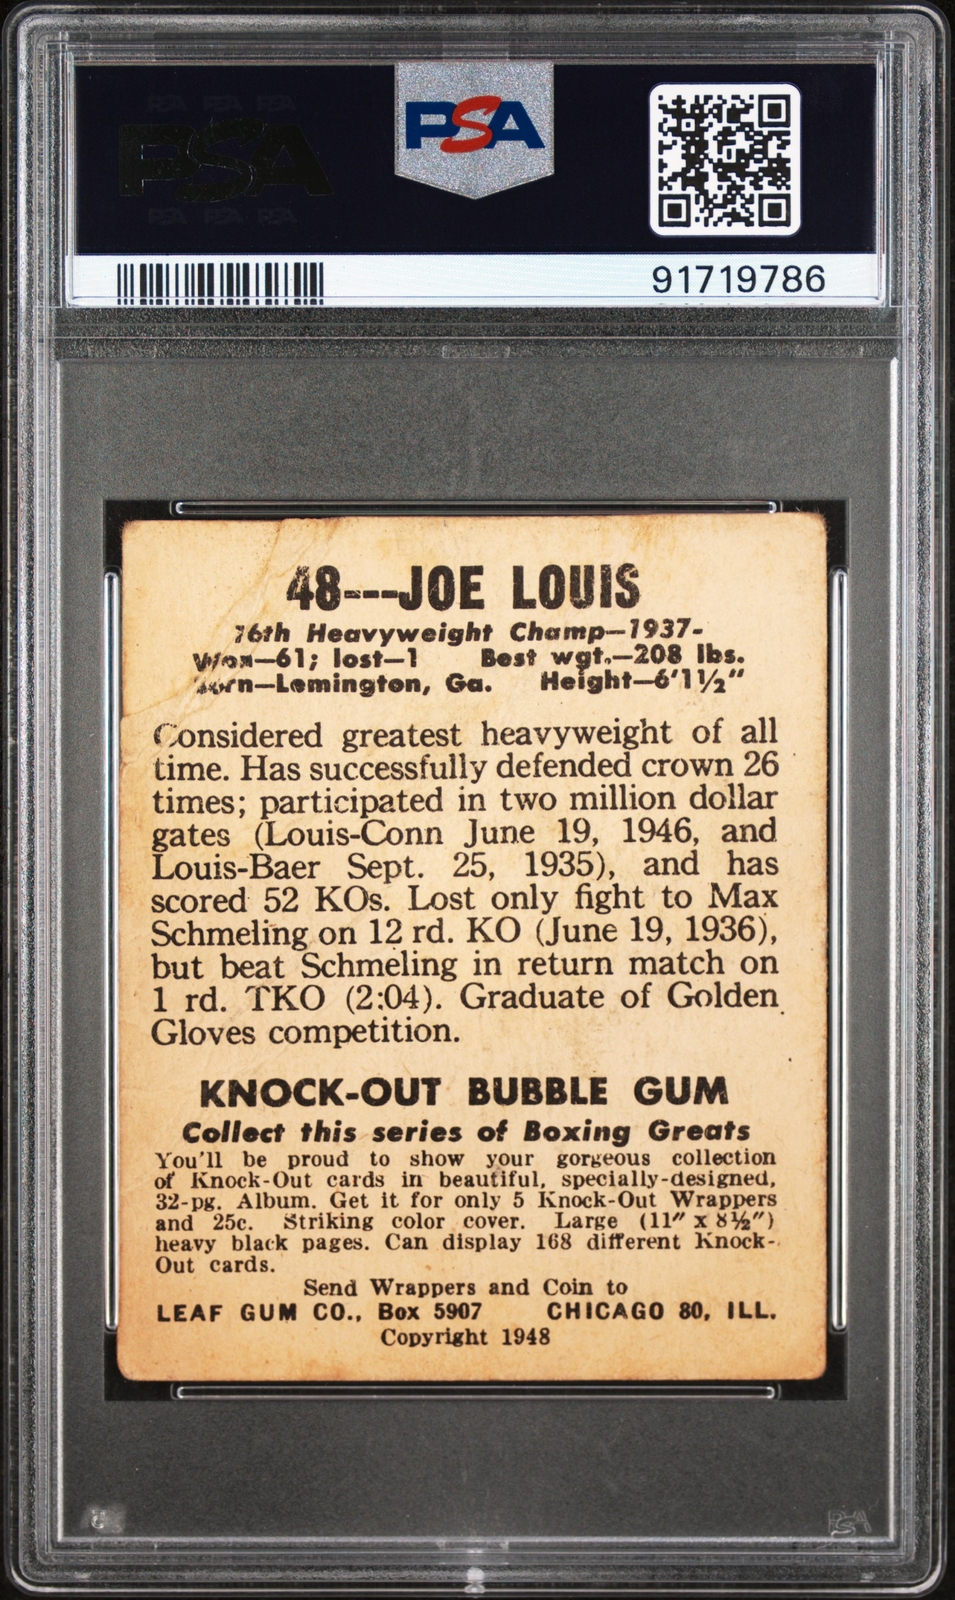 PSA
91719786
48---JOE LOUIS
16th Heavyweight Champ—1937-
Won—61; lost—1 Best wgt.—208 lbs.
Born—Lemington, Ga. Height—6'1½"
Considered greatest heavyweight of all
time. Has successfully defended crown 26
times; participated in two million dollar
gates (Louis-Conn June 19, 1946, and
Louis-Baer Sept. 25, 1935), and has
scored 52 KOs. Lost only fight to Max
Schmeling on 12 rd. KO (June 19, 1936),
but beat Schmeling in return match on
1 rd. TKO (2:04). Graduate of Golden
Gloves competition.
KNOCK-OUT BUBBLE GUM
Collect this series of Boxing Greats
You'll be proud to show your gorgeous collection
of Knock-Out cards in beautiful, specially-designed,
32-pg. Album. Get it for only 5 Knock-Out Wrappers
and 25c. Striking color cover. Large (11" x 8½")
heavy black pages. Can display 168 different Knock-
Out cards.
Send Wrappers and Coin to
LEAF GUM CO., Box 5907 CHICAGO 80, ILL.
Copyright 1948